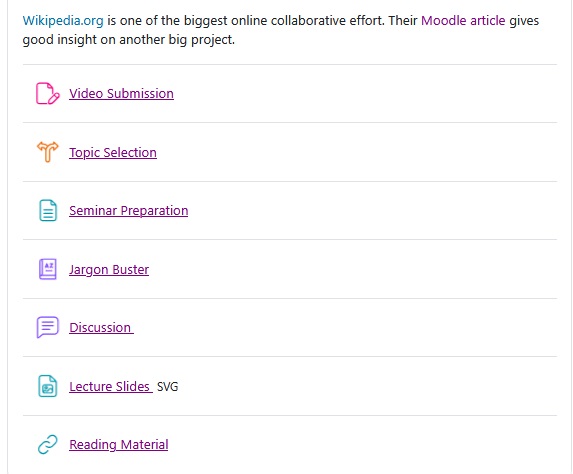 Wikipedia.org is one of the biggest online collaborative effort. Their Moodle article gives
good insight on another big project.
Video Submission
Topic Selection
Seminar Preparation
AZ
Jargon Buster
Discussion
Lecture Slides SVG
Reading Material